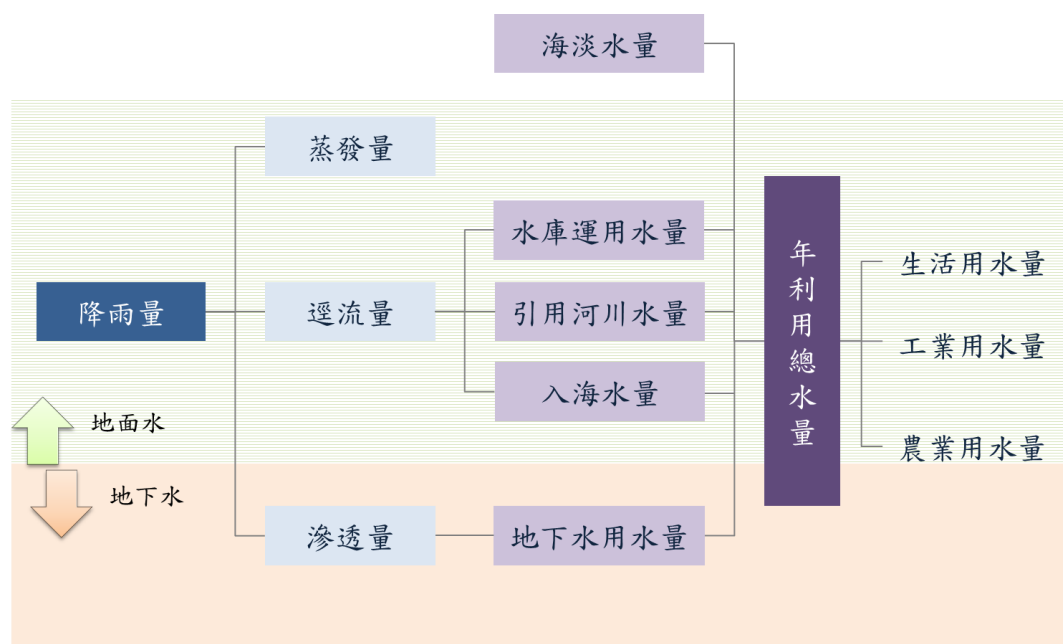 海淡水量
蒸發量
水庫運用水量
年利用總水量
生活用水量
降雨量
逕流量
引用河川水量
工業用水量
入海水量
地面水
農業用水量
地下水
滲透量
地下水用水量